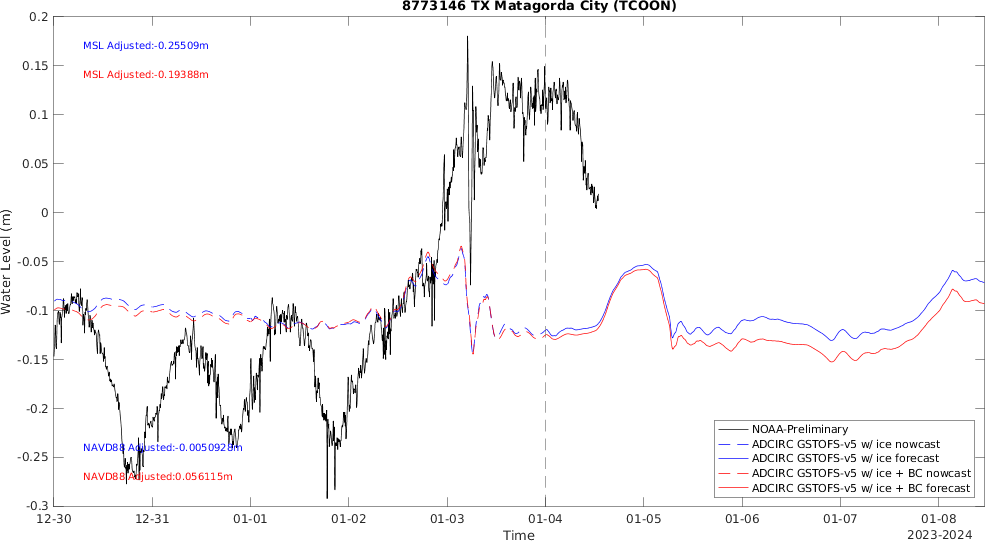 8773146 TX Matagorda City (TCOON)
MSL Adjusted:-0.25509m
MSL Adjusted:-0.19388m
NAVD88 Adjusted:-0.0050928m
NAVD88 Adjusted:0.056115m
Water Level (m)
0.2
0.15
0.1
0.05
0
-0.05
-0.1
-0.15
-0.2
-0.25
-0.3
NOAA-Preliminary
ADCIRC GSTOFS-v5 w/ ice nowcast
ADCIRC GSTOFS-v5 w/ ice forecast
ADCIRC GSTOFS-v5 w/ ice + BC nowcast
ADCIRC GSTOFS-v5 w/ ice + BC forecast
12-30 12-31 01-01 01-02 01-03 01-04 01-05 01-06 01-07 01-08
Time
2023-2024